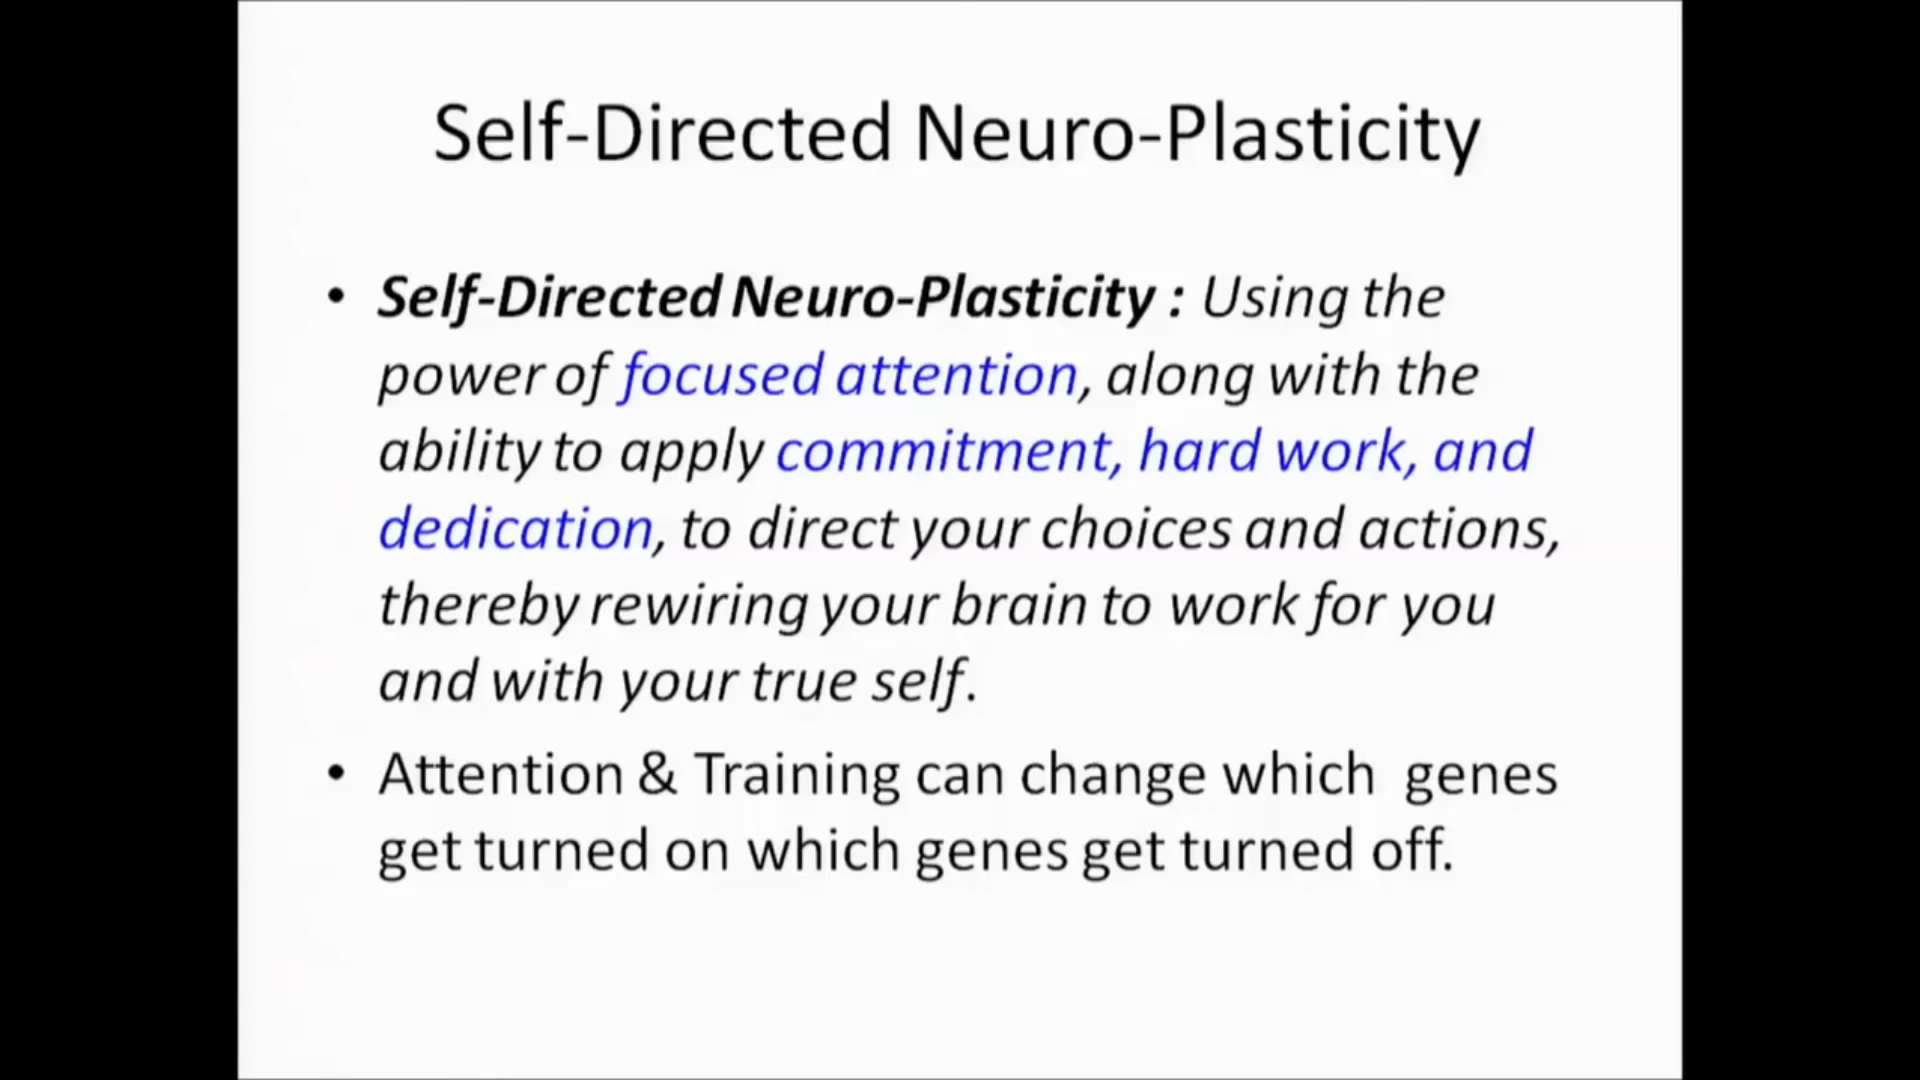 Self-Directed Neuro-Plasticity
• Self-Directed Neuro-Plasticity : Using the
power of focused attention, along with the
ability to apply commitment, hard work, and
dedication, to direct your choices and actions,
thereby rewiring your brain to work for you
and with your true self.
• Attention & Training can change which genes
get turned on which genes get turned off.